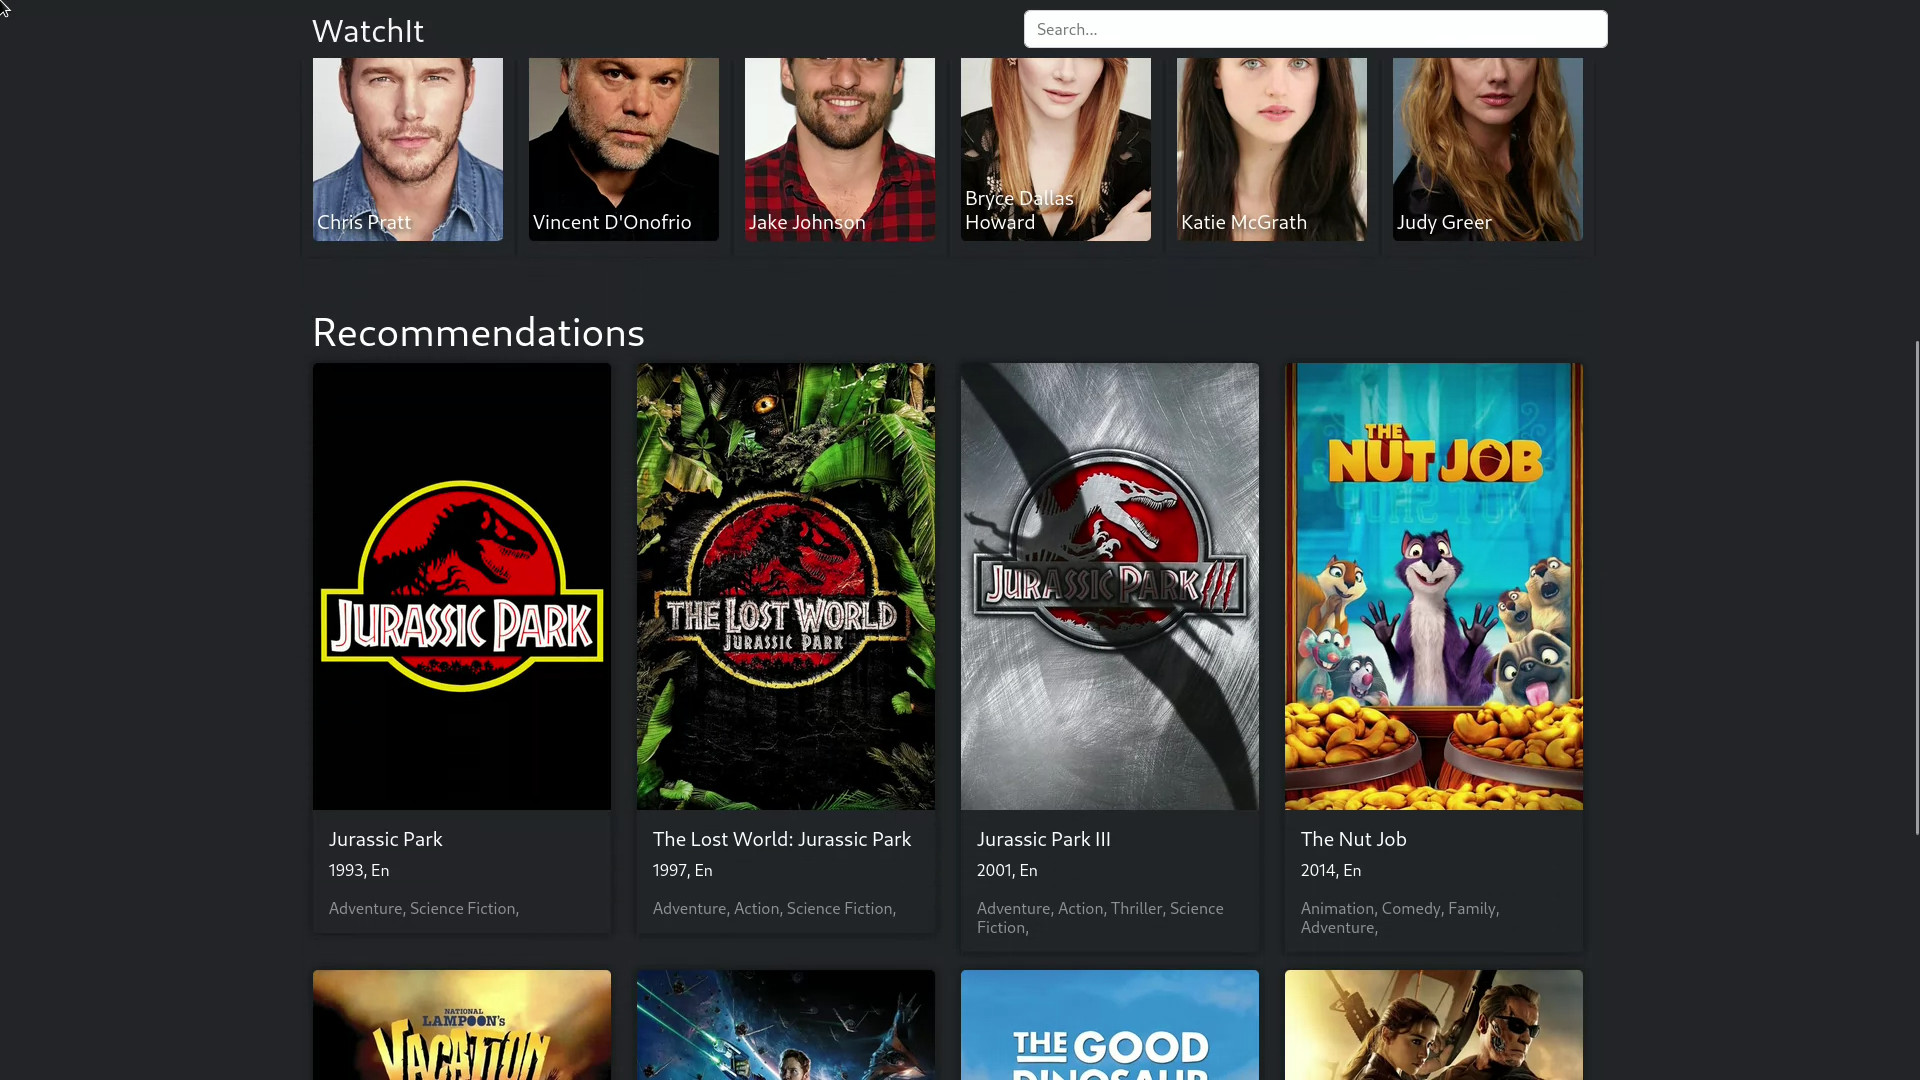 WatchIt
Search...
Chris Pratt
Vincent D'Onofrio
Jake Johnson
Bryce Dallas
Howard
Katie McGrath
Judy Greer
Recommendations
JURASSIC PARK
THE LOST WORLD
JURASSIC PARK
JURASSIC PARK III
THE
NUT JOB
Jurassic Park
1993, En
Adventure, Science Fiction,
The Lost World: Jurassic Park
1997, En
Adventure, Action, Science Fiction,
Jurassic Park III
2001, En
Adventure, Action, Thriller, Science
Fiction,
The Nut Job
2014, En
Animation, Comedy, Family,
Adventure,
NATIONAL
LAMPOON'S
VACATION
THE GOOD
DINOSAUR